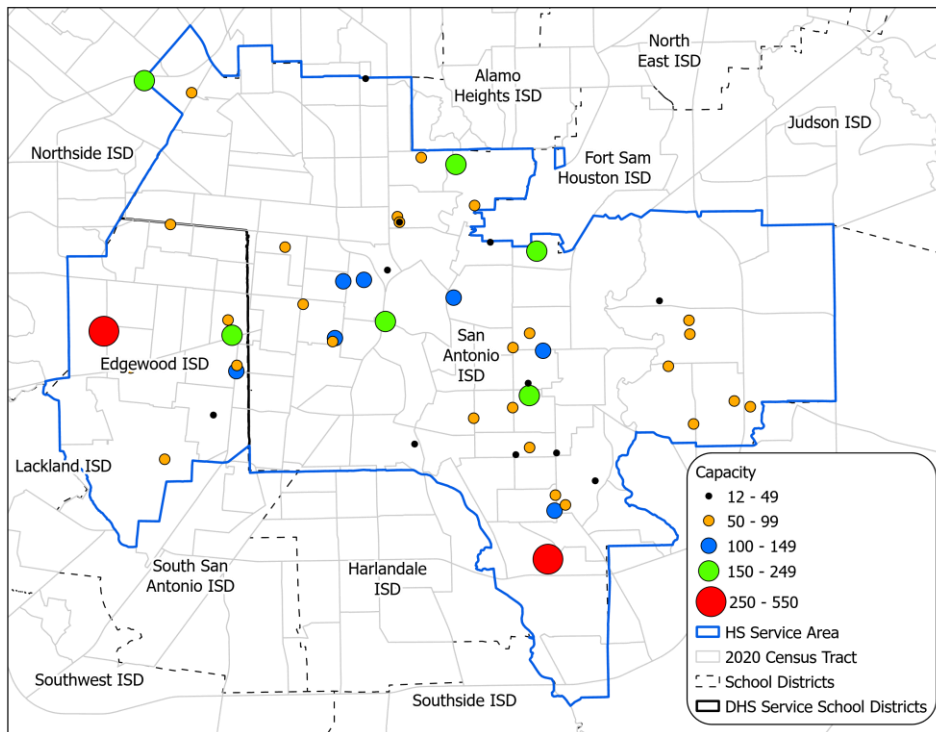 North
East ISD
Alamo
Heights ISD
Judson ISD
Northside ISD
Fort Sam
Houston ISD
San
Antonio
ISD
Edgewood ISD
Lackland ISD
South San
Antonio ISD
Harlandale
ISD
Southwest ISD
Southside ISD
Capacity
12 - 49
50 - 99
100 - 149
150 - 249
250 - 550
HS Service Area
2020 Census Tract
School Districts
DHS Service School Districts